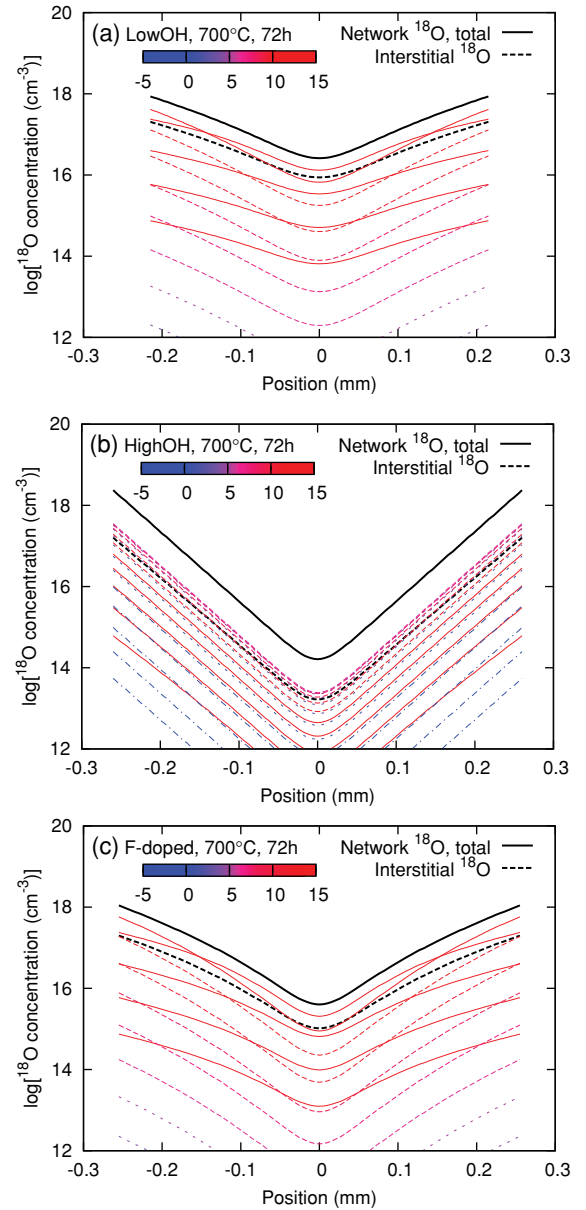 20
(a) LowOH, 700°C, 72h
Network ¹⁸O, total
Interstitial ¹⁸O
-5 0 5 10 15
18
16
14
12
log[¹⁸O concentration (cm⁻³)]
-0.3 -0.2 -0.1 0 0.1 0.2 0.3
Position (mm)
20
(b) HighOH, 700°C, 72h
Network ¹⁸O, total
Interstitial ¹⁸O
-5 0 5 10 15
18
16
14
12
log[¹⁸O concentration (cm⁻³)]
-0.3 -0.2 -0.1 0 0.1 0.2 0.3
Position (mm)
20
(c) F-doped, 700°C, 72h
Network ¹⁸O, total
Interstitial ¹⁸O
-5 0 5 10 15
18
16
14
12
log[¹⁸O concentration (cm⁻³)]
-0.3 -0.2 -0.1 0 0.1 0.2 0.3
Position (mm)